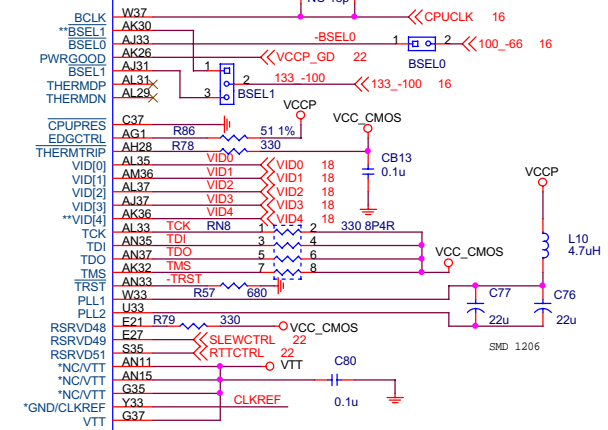 NC 10p
BCLK W37 CPUCLK 16
**BSEL1 AK30
BSEL0 AJ33 -BSEL0 1 2 100_-66 16
PWRGOOD AK26 VCCP_GD 22 BSEL0
BSEL1 AJ31 1
THERMDP AL31 2 133_-100 133_-100 16
THERMDN AL29 3 BSEL1
VCCP
CPUPRES C37 VCC_CMOS
EDGCTRL AG1 R86 51 1%
THERMTRIP AH28 R78 330
VID[0] AL35 VID0 VID0 18 CB13
VID[1] AM36 VID1 VID1 18 0.1u
VID[2] AL37 VID2 VID2 18 VCCP
VID[3] AJ37 VID3 VID3 18
**VID[4] AK36 VID4 VID4 18
TCK AL33 TCK RN8 1 2 330 8P4R
TDI AN35 TDI 3 4 L10
TDO AN37 TDO 5 6 VCC_CMOS 4.7uH
TMS AK32 TMS 7 8
TRST AN33 -TRST
PLL1 W33 R57 680 C77 C76
PLL2 U33
RSRVD48 E21 R79 330 VCC_CMOS 22u 22u
RSRVD49 E27 SLEWCTRL 22
RSRVD51 S35 RTTCTRL 22 SMD 1206
*NC/VTT AN11 VTT C80
*NC/VTT AN15
*NC/VTT G35 0.1u
*GND/CLKREF Y33 CLKREF
VTT G37